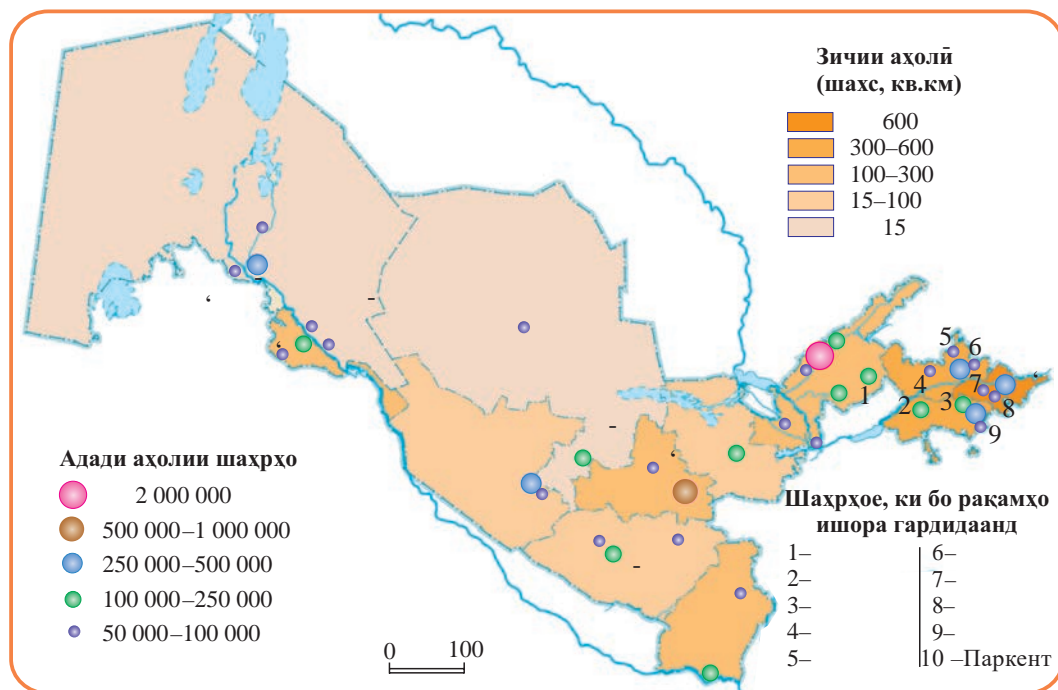 Зичии аҳолӣ
(шахс, кв.км)
600
300–600
100–300
15–100
15
5
6
4
7
1
2
3
8
9
Адади аҳолии шаҳрҳо
2 000 000
500 000–1 000 000
250 000–500 000
100 000–250 000
50 000–100 000
0 100
Шаҳрҳое, ки бо рақамҳо
ишора гардидаанд
1–
2–
3–
4–
5–
6–
7–
8–
9–
10 –Паркент